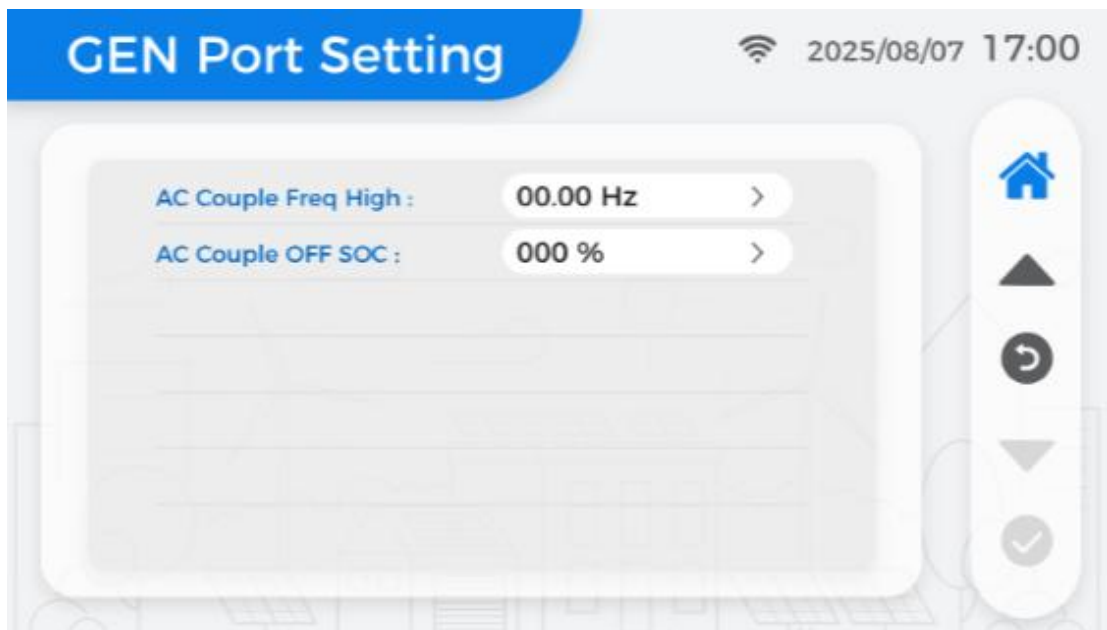 GEN Port Setting
2025/08/07 17:00
AC Couple Freq High : 00.00 Hz >
AC Couple OFF SOC : 000 % >